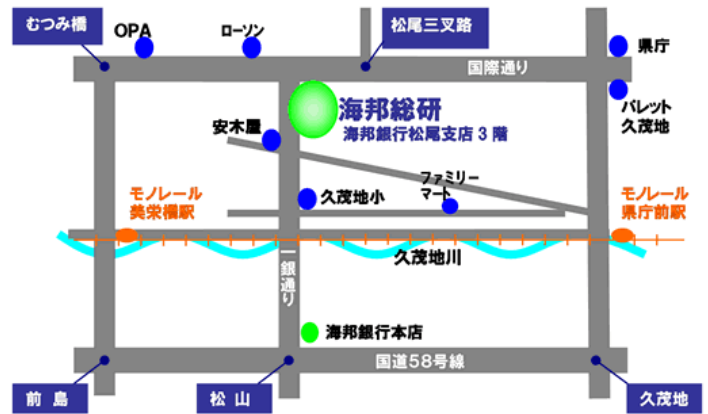 むつみ橋
OPA
ローソン
松尾三叉路
県庁
国際通り
パレット
久茂地
海邦総研
海邦銀行松尾支店3階
安木屋
ファミリー
マート
久茂地小
モノレール
美栄橋駅
モノレール
県庁前駅
久茂地川
一銀通り
海邦銀行本店
国道58号線
前島
松山
久茂地